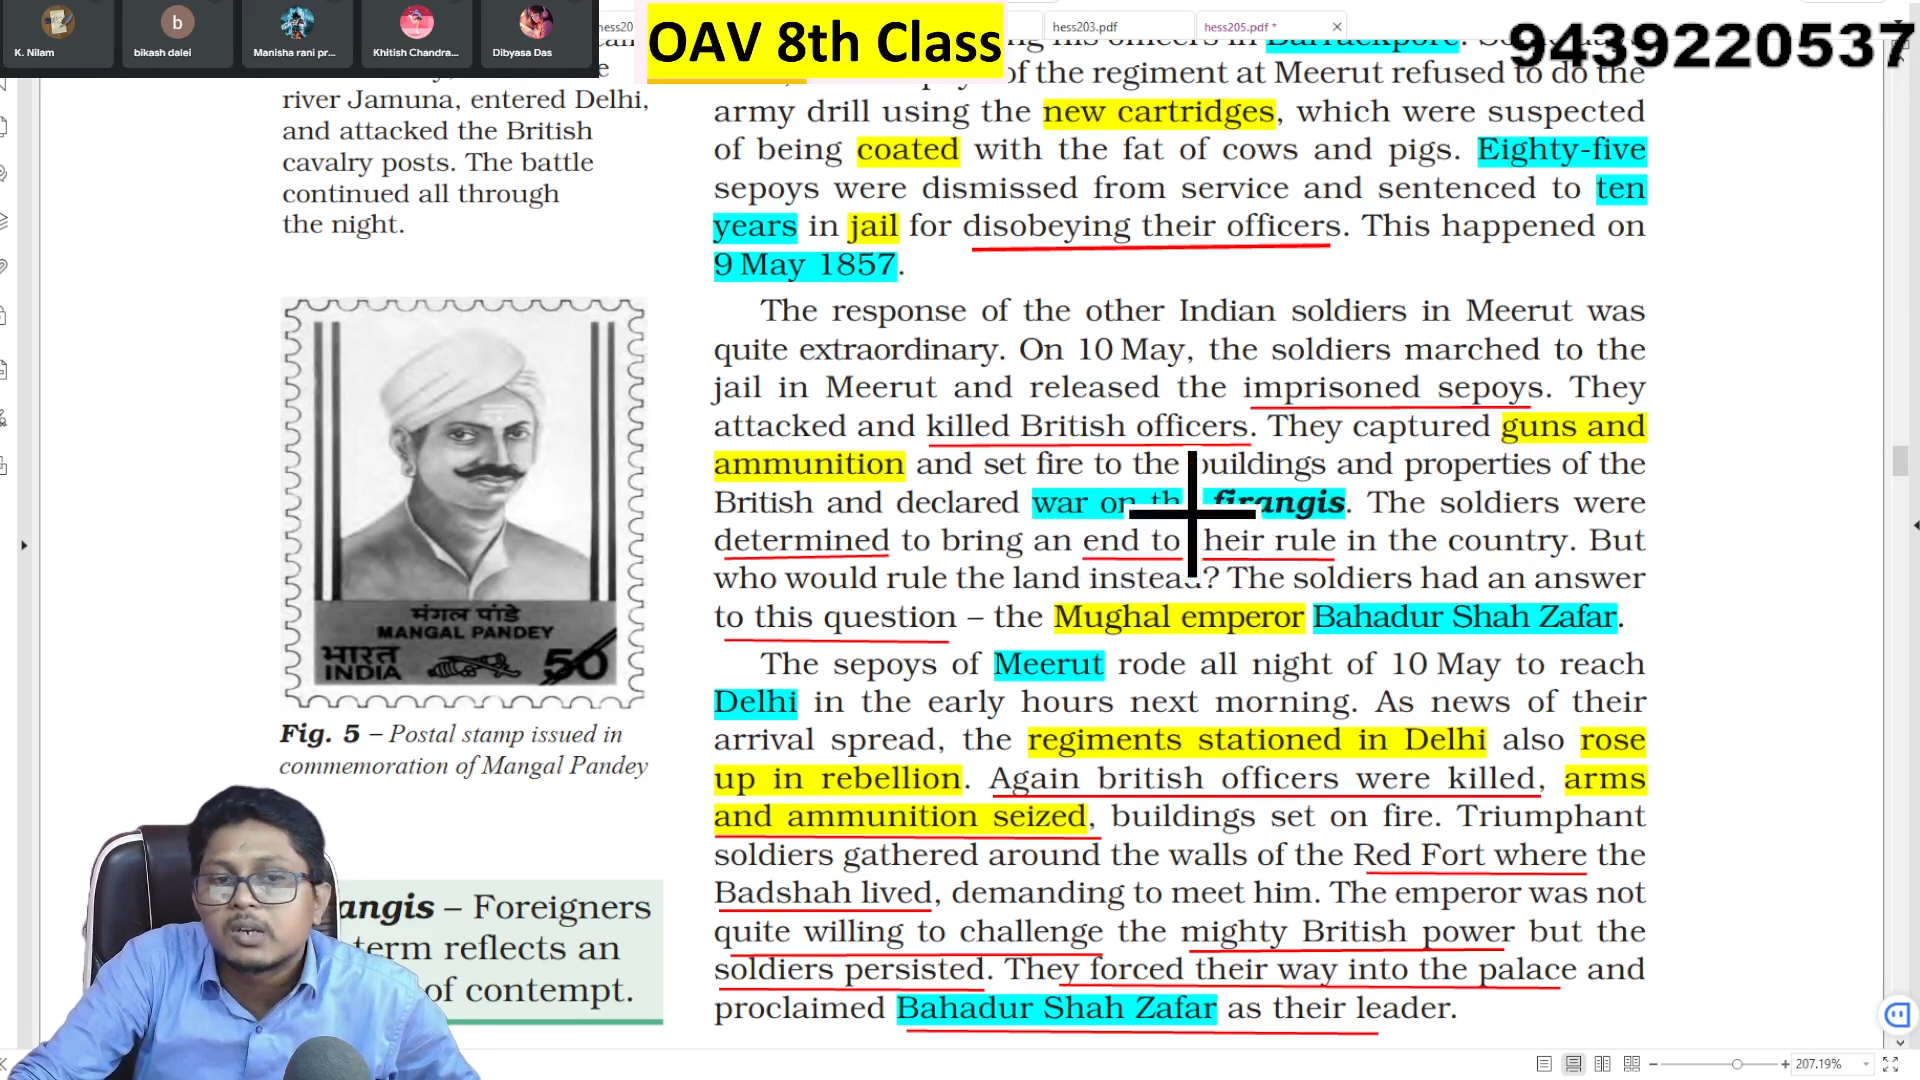 K. Nilam
bikash dalei
Manisha rani pr...
Khitish Chandra...
Dibyasa Das
OAV 8th Class
hess203.pdf
hess205.pdf *
9439220537
river Jamuna, entered Delhi,
and attacked the British
cavalry posts. The battle
continued all through
the night.
मंगल पांडे
MANGAL PANDEY
भारत
INDIA
50
Fig. 5 – Postal stamp issued in
commemoration of Mangal Pandey
– Foreigners
reflects an
of contempt.
his officers in Barrackpore.
of the regiment at Meerut refused to do the
army drill using the new cartridges, which were suspected
of being coated with the fat of cows and pigs. Eighty-five
sepoys were dismissed from service and sentenced to ten
years in jail for disobeying their officers. This happened on
9 May 1857.
The response of the other Indian soldiers in Meerut was
quite extraordinary. On 10 May, the soldiers marched to the
jail in Meerut and released the imprisoned sepoys. They
attacked and killed British officers. They captured guns and
ammunition and set fire to the buildings and properties of the
British and declared war on the firangis. The soldiers were
determined to bring an end to their rule in the country. But
who would rule the land instead? The soldiers had an answer
to this question – the Mughal emperor Bahadur Shah Zafar.
The sepoys of Meerut rode all night of 10 May to reach
Delhi in the early hours next morning. As news of their
arrival spread, the regiments stationed in Delhi also rose
up in rebellion. Again british officers were killed, arms
and ammunition seized, buildings set on fire. Triumphant
soldiers gathered around the walls of the Red Fort where the
Badshah lived, demanding to meet him. The emperor was not
quite willing to challenge the mighty British power but the
soldiers persisted. They forced their way into the palace and
proclaimed Bahadur Shah Zafar as their leader.
207.19%